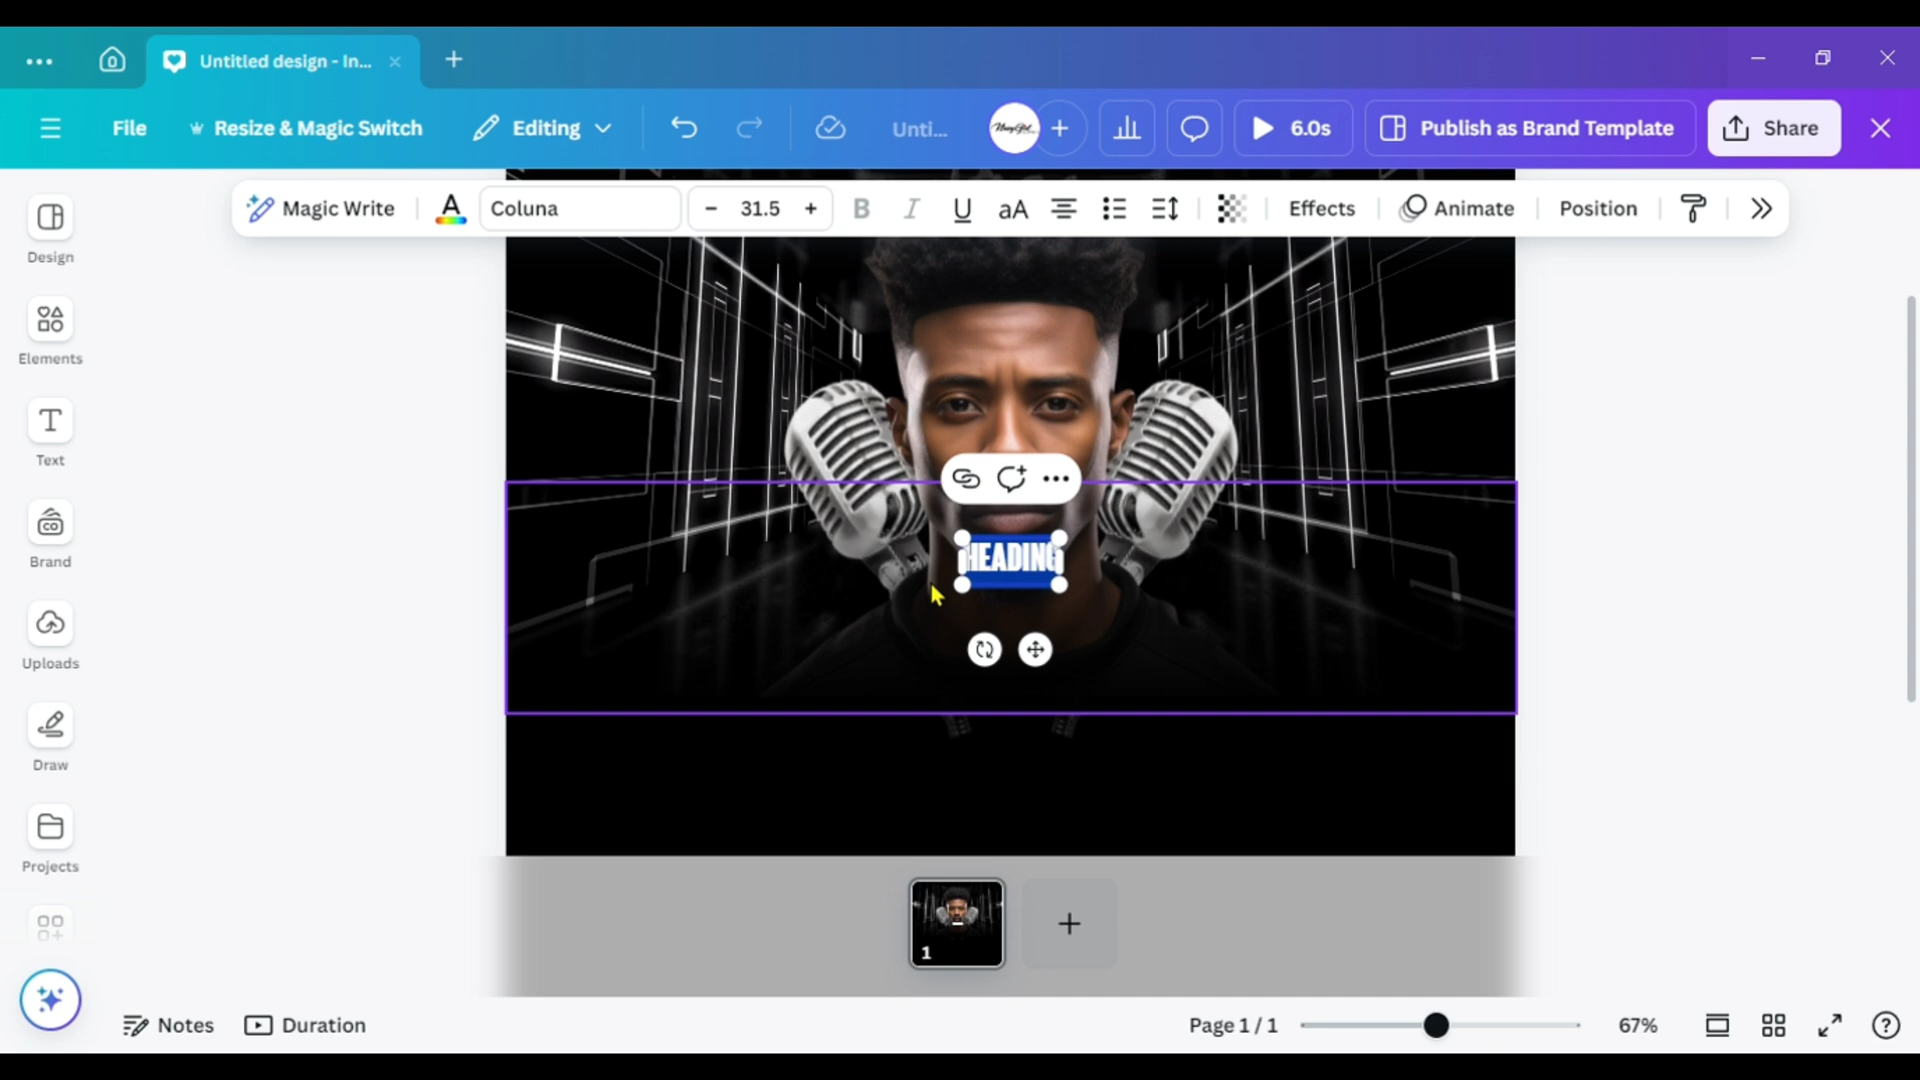 Untitled design - In...
File
Resize & Magic Switch
Editing
Unti...
6.0s
Publish as Brand Template
Share
Magic Write
A
Coluna
- 31.5 +
B I U aA
Effects
Animate
Position
Design
Elements
Text
Brand
Uploads
Draw
Projects
HEADING
1
Notes
Duration
Page 1 / 1
67%